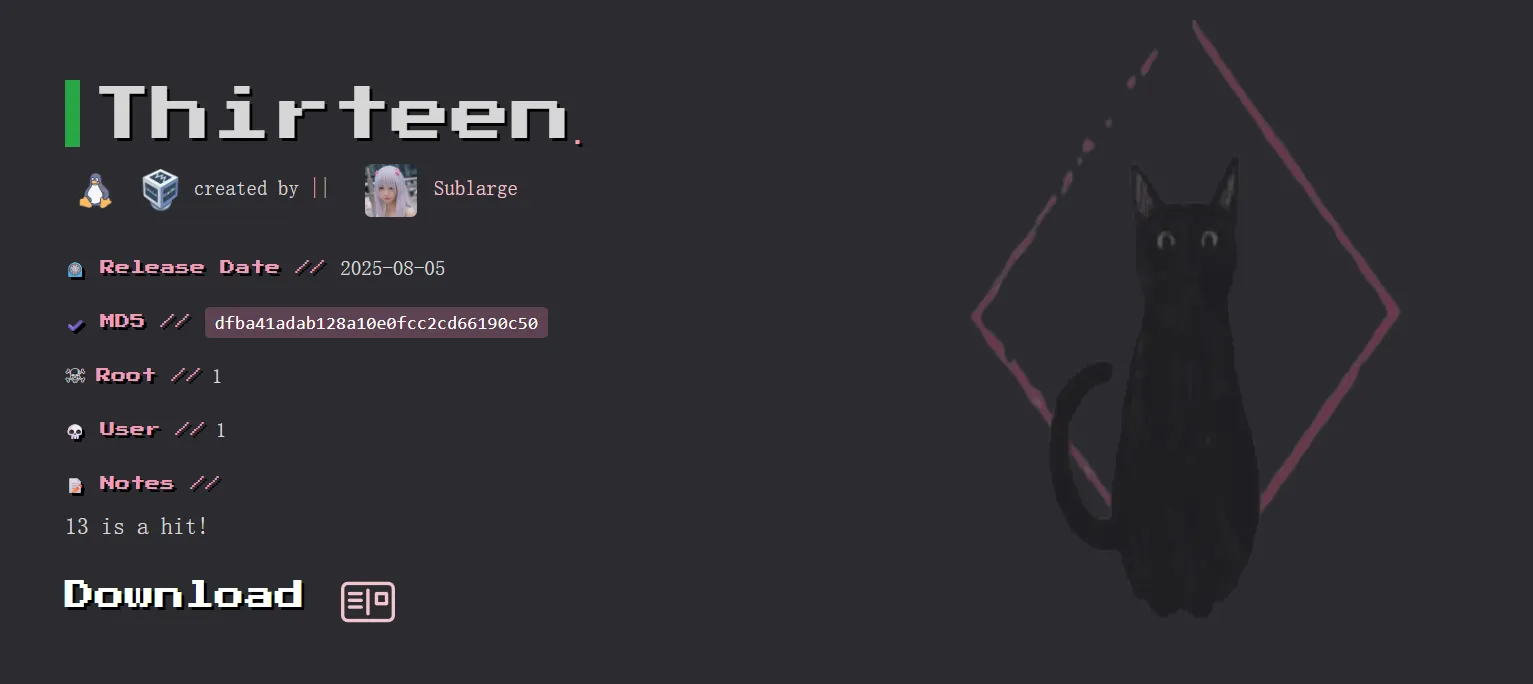 Thirteen.
created by || Sublarge
Release Date // 2025-08-05
MD5 // dfba41adab128a10e0fcc2cd66190c50
Root // 1
User // 1
Notes //
13 is a hit!
Download